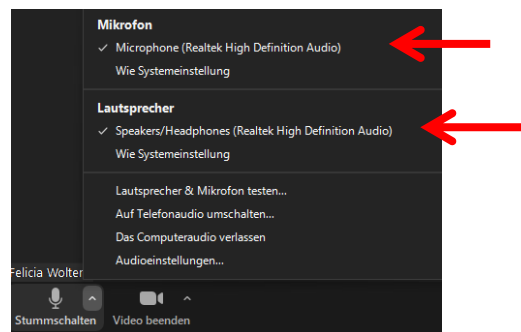 Mikrofon
✓ Microphone (Realtek High Definition Audio)
Wie Systemeinstellung
Lautsprecher
✓ Speakers/Headphones (Realtek High Definition Audio)
Wie Systemeinstellung
Lautsprecher & Mikrofon testen...
Auf Telefonaudio umschalten...
Das Computeraudio verlassen
Audioeinstellungen...
Felicia Wolter
Stummschalten Video beenden